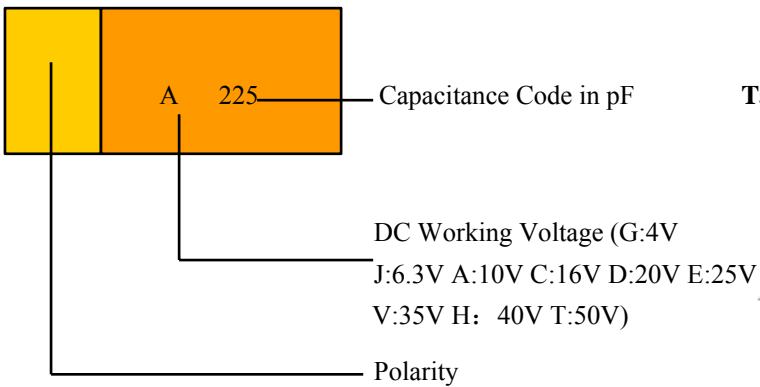 A 225 Capacitance Code in pF
DC Working Voltage (G:4V
J:6.3V A:10V C:16V D:20V E:25V
V:35V H：40V T:50V)
Polarity